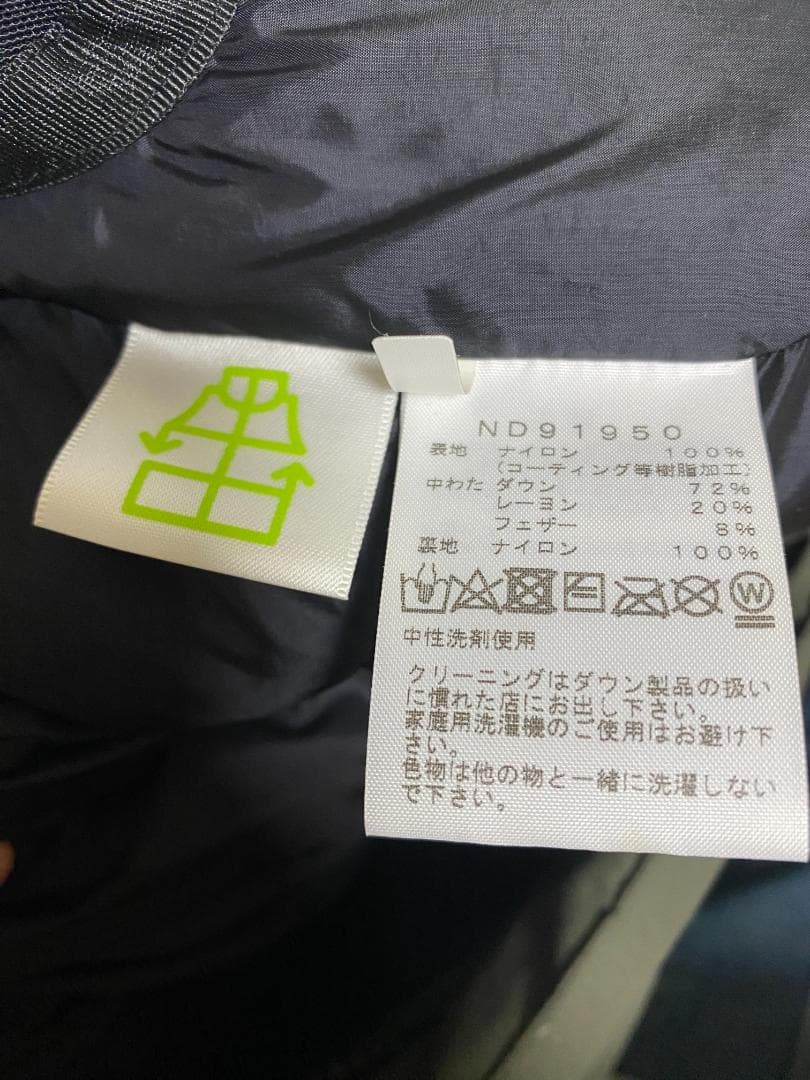 ND91950
表地 ナイロン 100%
(コーティング等樹脂加工)
中わた ダウン 72%
レーヨン 20%
フェザー 8%
裏地 ナイロン 100%
W
中性洗剤使用
クリーニングはダウン製品の扱い
に慣れた店にお出し下さい。
家庭用洗濯機のご使用はお避け下
さい。
色物は他の物と一緒に洗濯しない
で下さい。